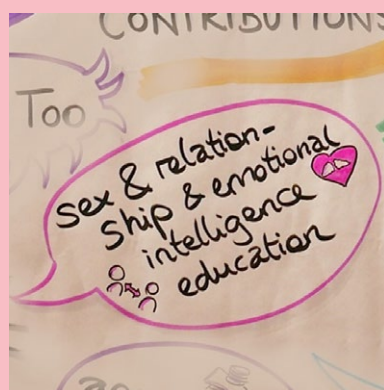 CONTRIBUTIONS
Too
sex & relation-
ship & emotional
intelligence
education